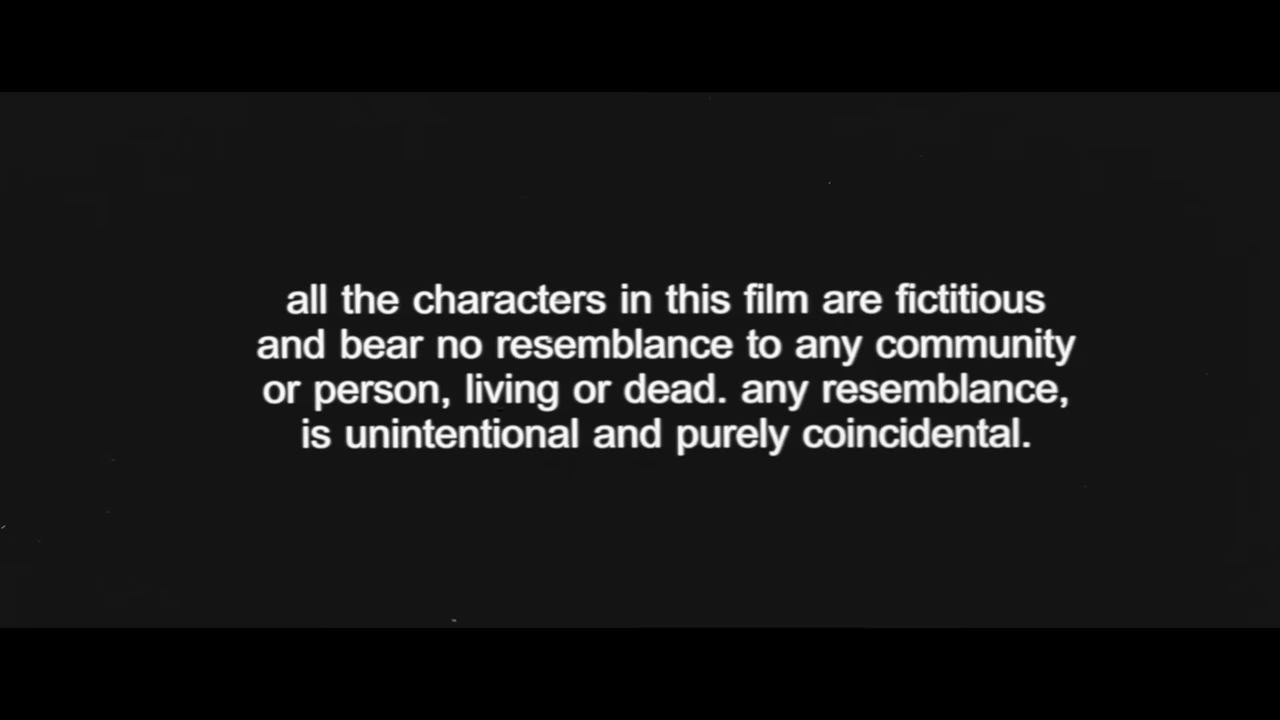 all the characters in this film are fictitious
and bear no resemblance to any community
or person, living or dead. any resemblance,
is unintentional and purely coincidental.